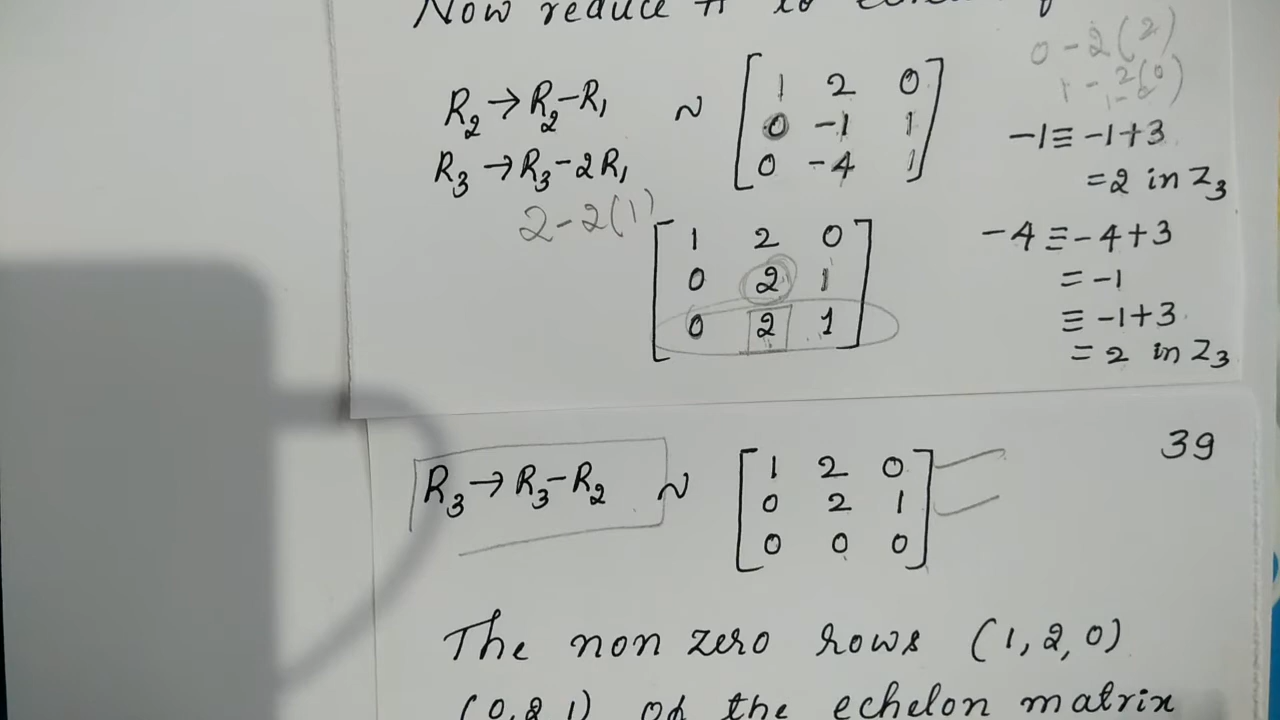 Now reduce A to
R₂→R₂-R₁ ~ [ 1 2 0
R₃→R₃-2R₁ 0 -1 1
0 -4 1 ]
0-2(2)
-1≡-1+3
=2 in Z₃
2-2(1)
[ 1 2 0
0 2 1
0 2 1 ]
-4≡-4+3
=-1
≡-1+3
=2 in Z₃
39
R₃→R₃-R₂ ~ [ 1 2 0
0 2 1
0 0 0 ]
The non zero rows (1,2,0)
(0,2,1) of the echelon matrix